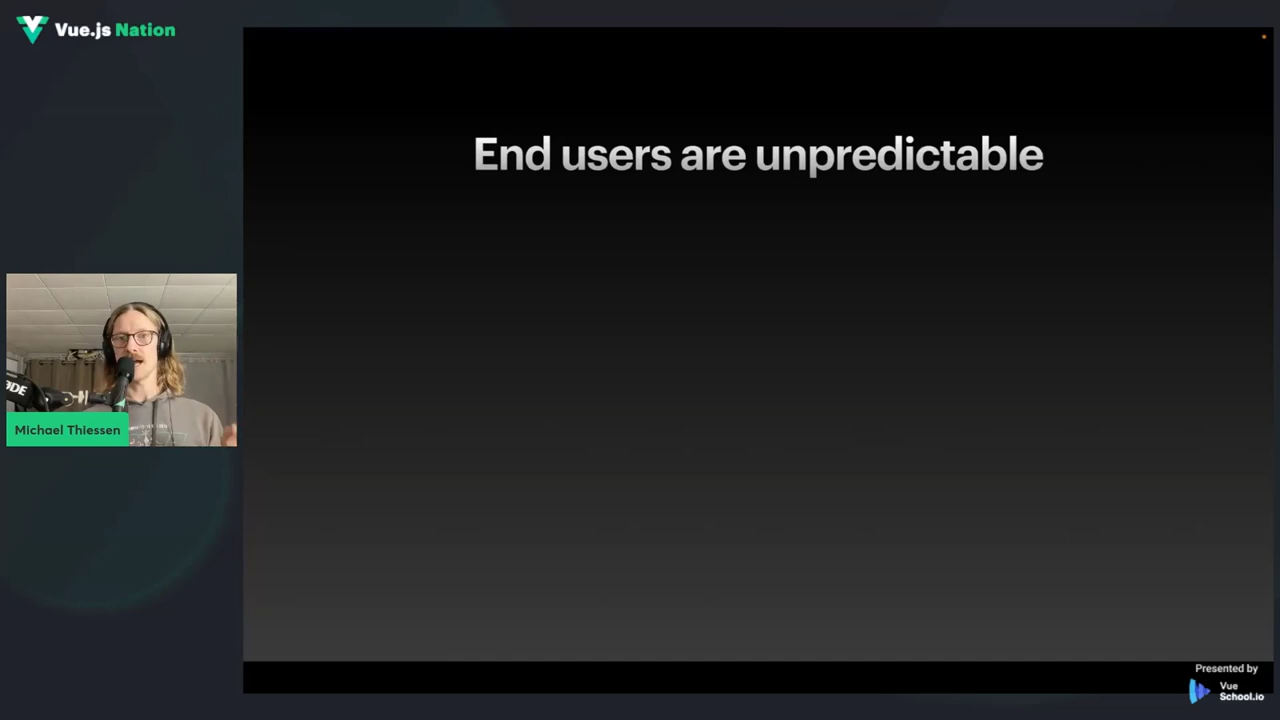 Vue.js Nation
End users are unpredictable
Michael Thiessen
Presented by
Vue
School.io